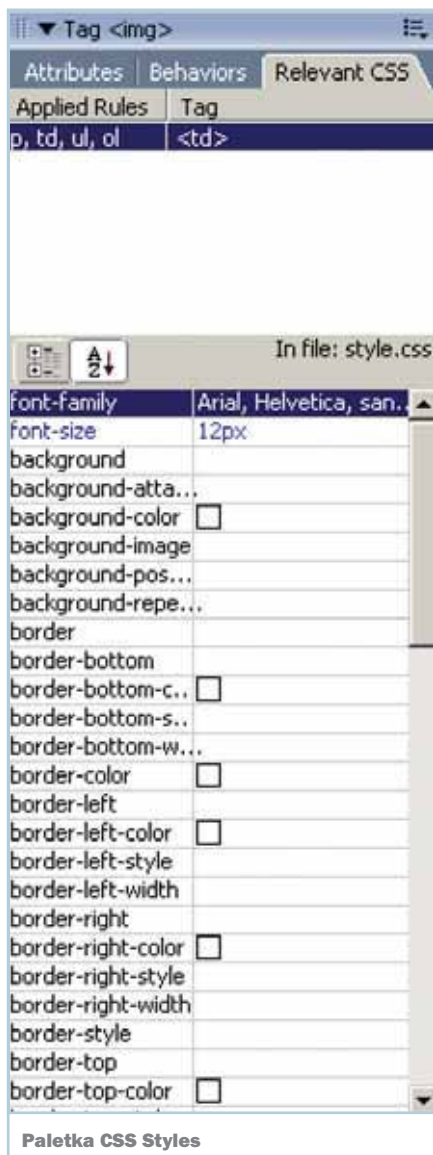 Tag <img>
Attributes Behaviors Relevant CSS
Applied Rules Tag
p, td, ul, ol <td>
In file: style.css
font-family Arial, Helvetica, san..
font-size 12px
background
background-atta...
background-color
background-image
background-pos...
background-repe...
border
border-bottom
border-bottom-c..
border-bottom-s..
border-bottom-w...
border-color
border-left
border-left-color
border-left-style
border-left-width
border-right
border-right-color
border-right-style
border-right-width
border-style
border-top
border-top-color
Paletka CSS Styles